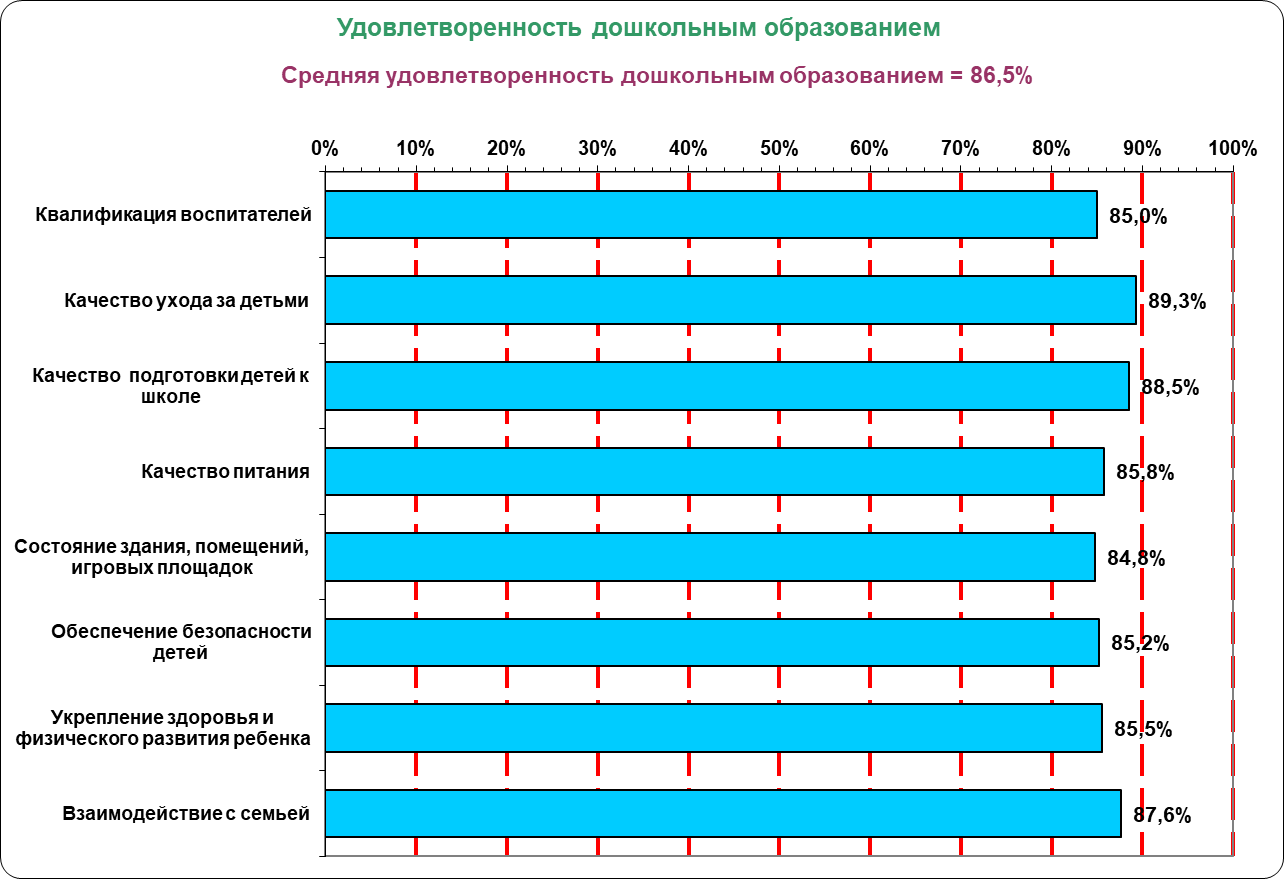 Удовлетворенность дошкольным образованием
Средняя удовлетворенность дошкольным образованием = 86,5%
0% 10% 20% 30% 40% 50% 60% 70% 80% 90% 100%
Квалификация воспитателей 85,0%
Качество ухода за детьми 89,3%
Качество подготовки детей к
школе 88,5%
Качество питания 85,8%
Состояние здания, помещений,
игровых площадок 84,8%
Обеспечение безопасности
детей 85,2%
Укрепление здоровья и
физического развития ребенка 85,5%
Взаимодействие с семьей 87,6%